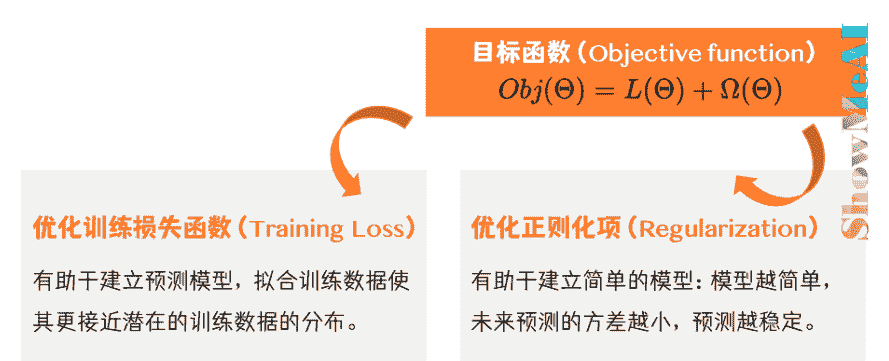 目标函数（Objective function）
Obj(Θ) = L(Θ) + Ω(Θ)
优化训练损失函数（Training Loss）
有助于建立预测模型，拟合训练数据使
其更接近潜在的训练数据的分布。
优化正则化项（Regularization）
有助于建立简单的模型：模型越简单，
未来预测的方差越小，预测越稳定。
ShowMeAI